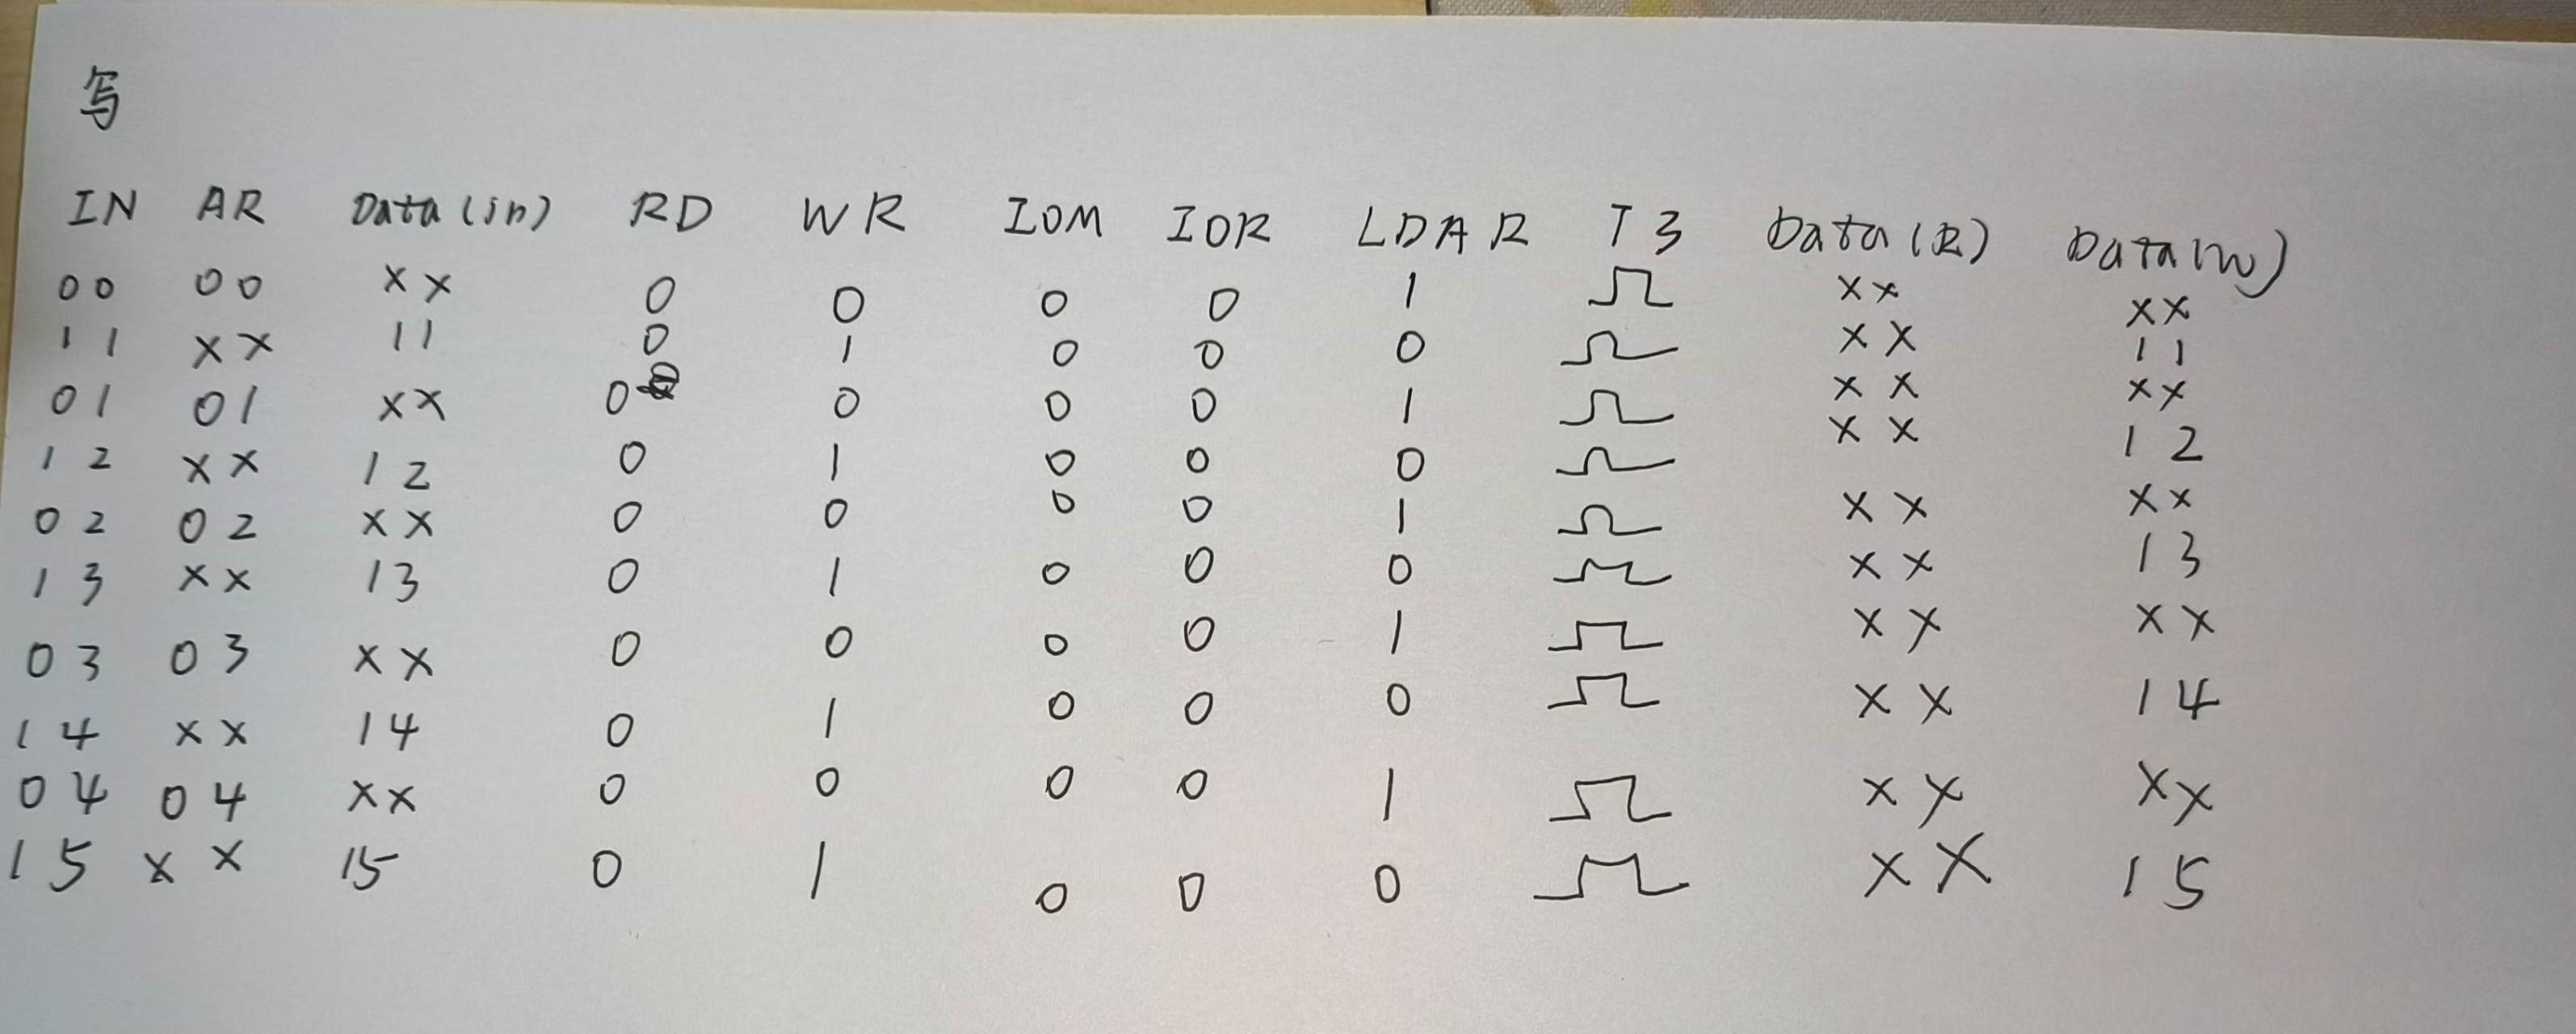 写
IN AR Data(in) RD WR IOM IOR LDAR T3 Data(R) Data(W)
00 00 XX 0 0 0 0 1 XX XX
11 XX 11 0 1 0 0 0 XX 11
01 01 XX 0 0 0 0 1 XX XX
12 XX 12 0 1 0 0 0 XX 12
02 02 XX 0 0 0 0 1 XX XX
13 XX 13 0 1 0 0 0 XX 13
03 03 XX 0 0 0 0 1 XX XX
14 XX 14 0 1 0 0 0 XX 14
04 04 XX 0 0 0 0 1 XX XX
15 XX 15 0 1 0 0 0 XX 15